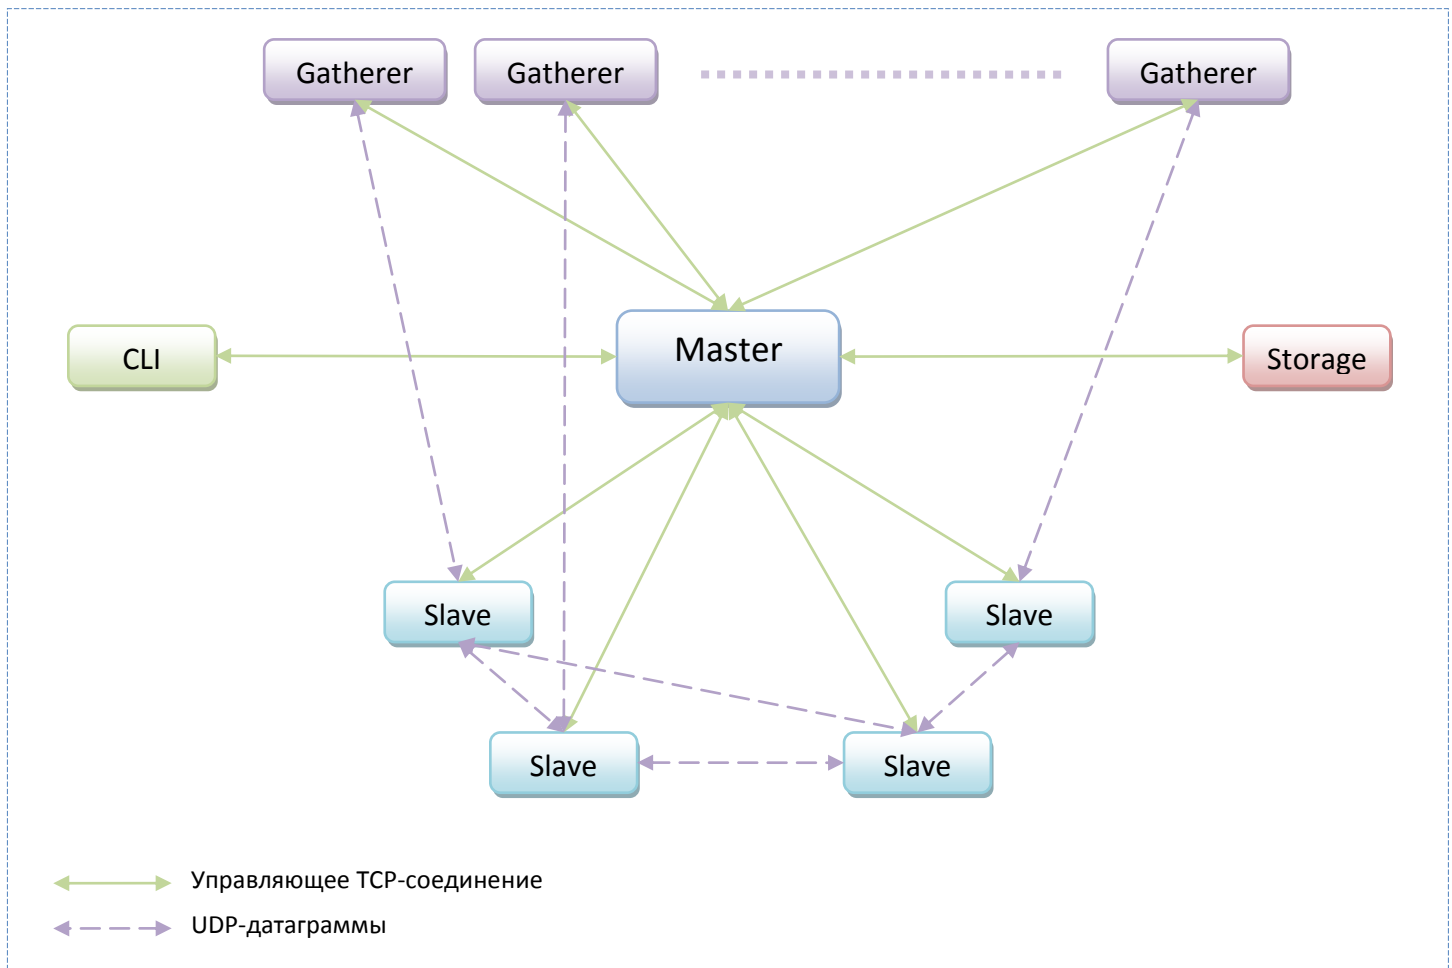 Gatherer
Gatherer
Gatherer
CLI
Master
Storage
Slave
Slave
Slave
Slave
Управляющее TCP-соединение
UDP-датаграммы